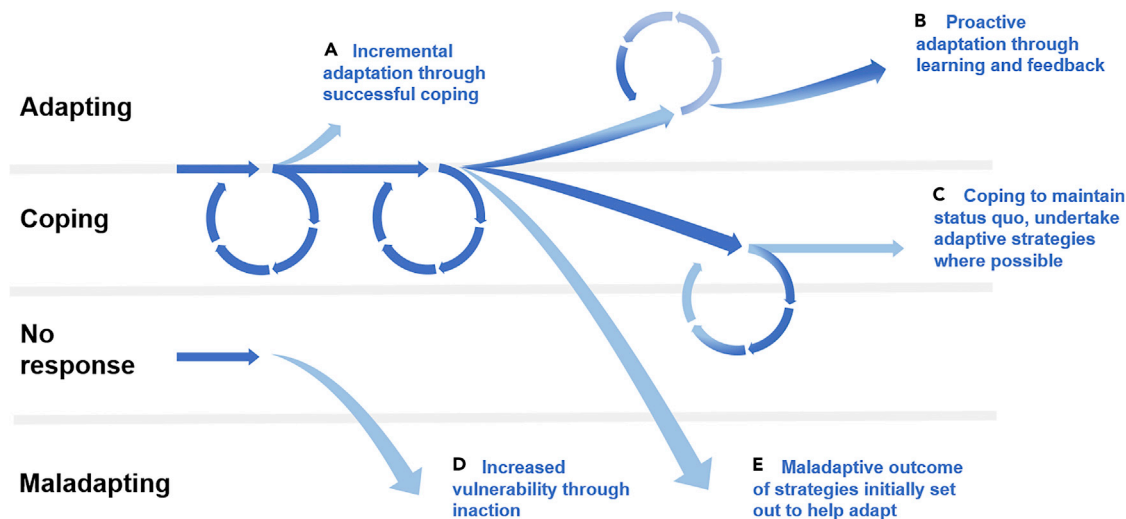 A Incremental
adaptation through
successful coping
B Proactive
adaptation through
learning and feedback
Adapting
Coping
C Coping to maintain
status quo, undertake
adaptive strategies
where possible
No
response
Maladapting
D Increased
vulnerability through
inaction
E Maladaptive outcome
of strategies initially set
out to help adapt